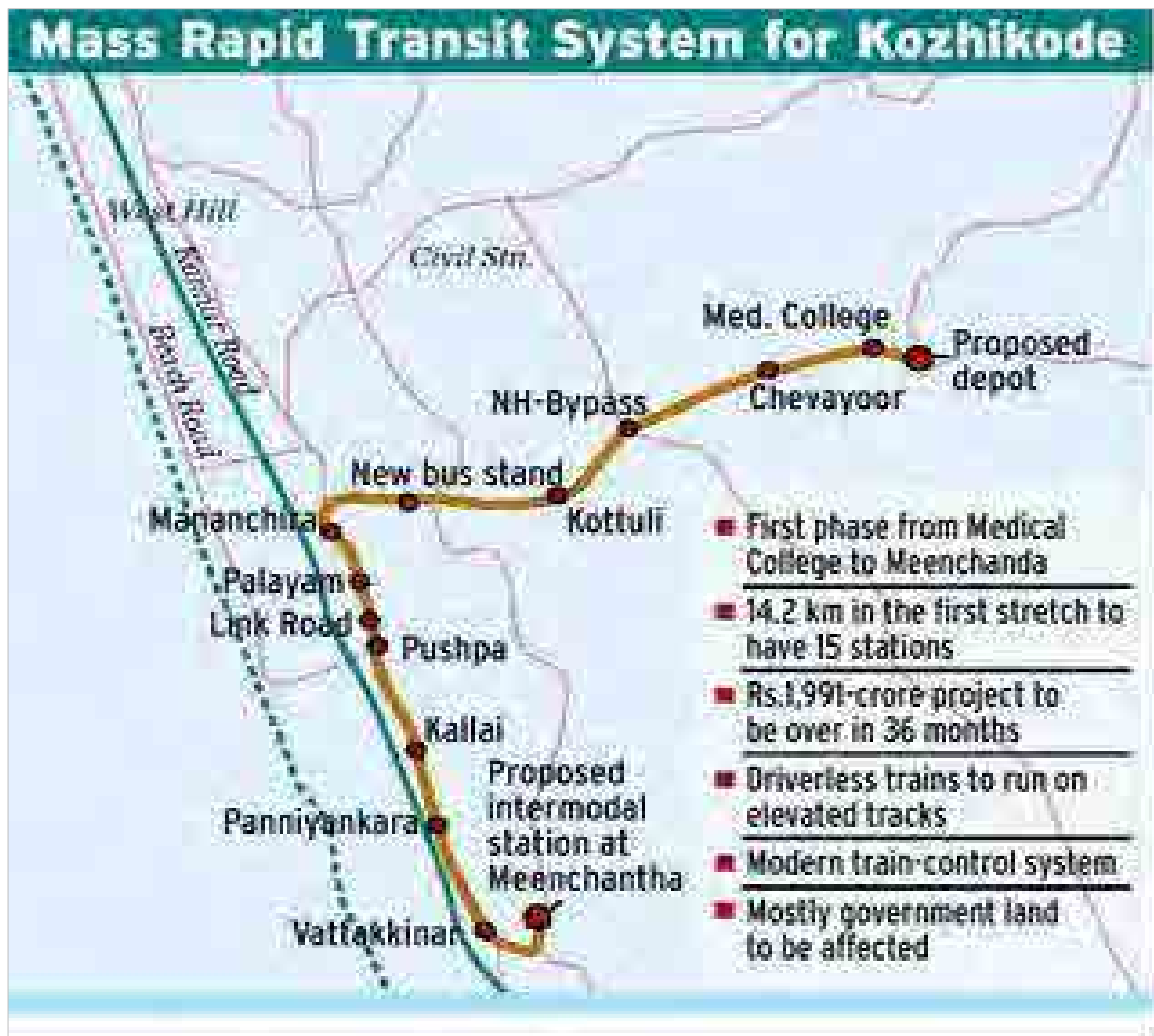 Mass Rapid Transit System for Kozhikode
West Hill
Kannur Road
Beach Road
Civil Stn.
Med. College
Proposed
depot
Chevayoor
NH-Bypass
New bus stand
Kottuli
Mananchira
Palayam
Link Road
Pushpa
Kallai
Proposed
intermodal
station at
Meenchantha
Panniyankara
Vattakkinar
First phase from Medical
College to Meenchanda
14.2 km in the first stretch to
have 15 stations
Rs.1,991-crore project to
be over in 36 months
Driverless trains to run on
elevated tracks
Modern train-control system
Mostly government land
to be affected